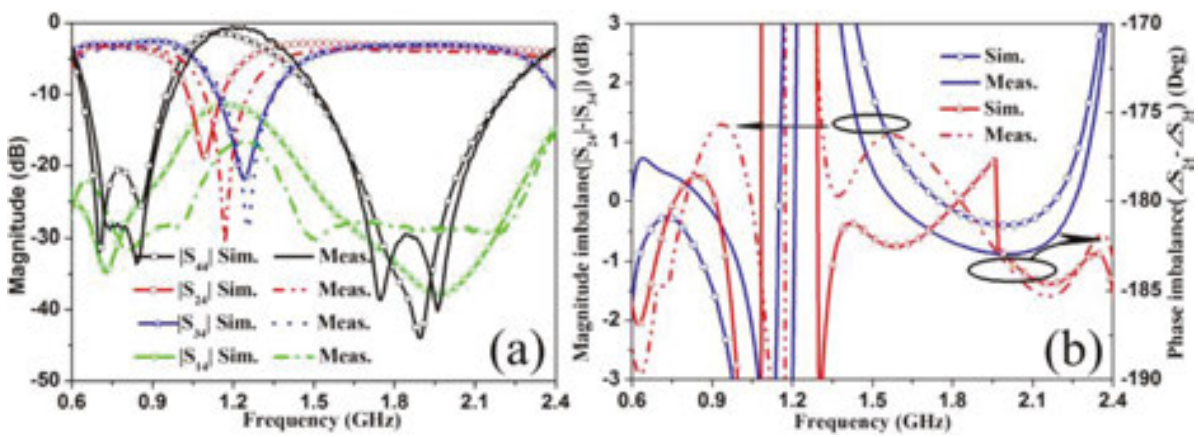 0
-10
-20
-30
-40
-50
Magnitude (dB)
|S44| Sim. Meas.
|S24| Sim. Meas.
|S34| Sim. Meas.
|S14| Sim. Meas.
(a)
0.6 0.9 1.2 1.5 1.8 2.1 2.4
Frequency (GHz)
3
2
1
0
-1
-2
-3
Magnitude imbalane(|S24|-|S34|) (dB)
Sim.
Meas.
Sim.
Meas.
(b)
-170
-175
-180
-185
-190
Phase imbalance(∠S24-∠S34) (Deg)
0.6 0.9 1.2 1.5 1.8 2.1 2.4
Frequency (GHz)